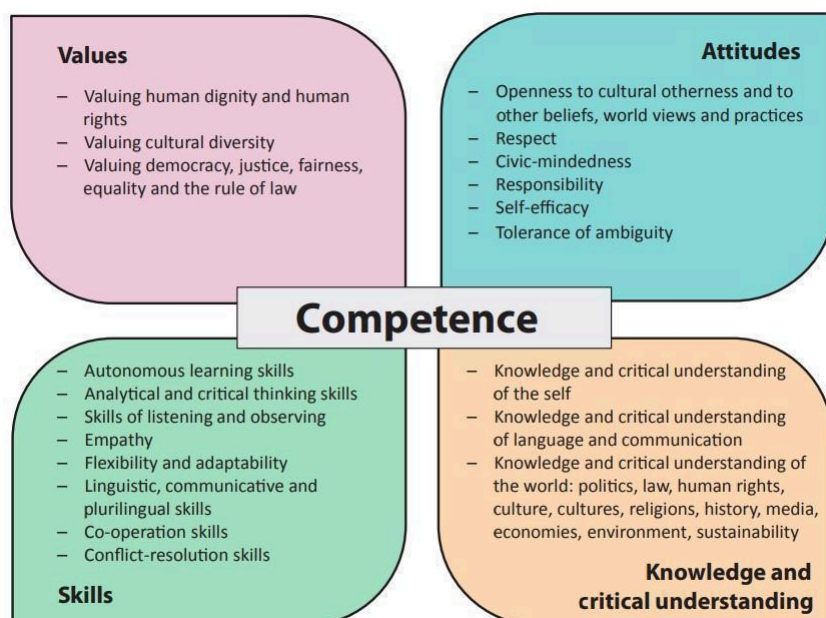 Values
– Valuing human dignity and human
rights
– Valuing cultural diversity
– Valuing democracy, justice, fairness,
equality and the rule of law
Attitudes
– Openness to cultural otherness and to
other beliefs, world views and practices
– Respect
– Civic-mindedness
– Responsibility
– Self-efficacy
– Tolerance of ambiguity
Competence
– Autonomous learning skills
– Analytical and critical thinking skills
– Skills of listening and observing
– Empathy
– Flexibility and adaptability
– Linguistic, communicative and
plurilingual skills
– Co-operation skills
– Conflict-resolution skills
Skills
– Knowledge and critical understanding
of the self
– Knowledge and critical understanding
of language and communication
– Knowledge and critical understanding of
the world: politics, law, human rights,
culture, cultures, religions, history, media,
economies, environment, sustainability
Knowledge and
critical understanding